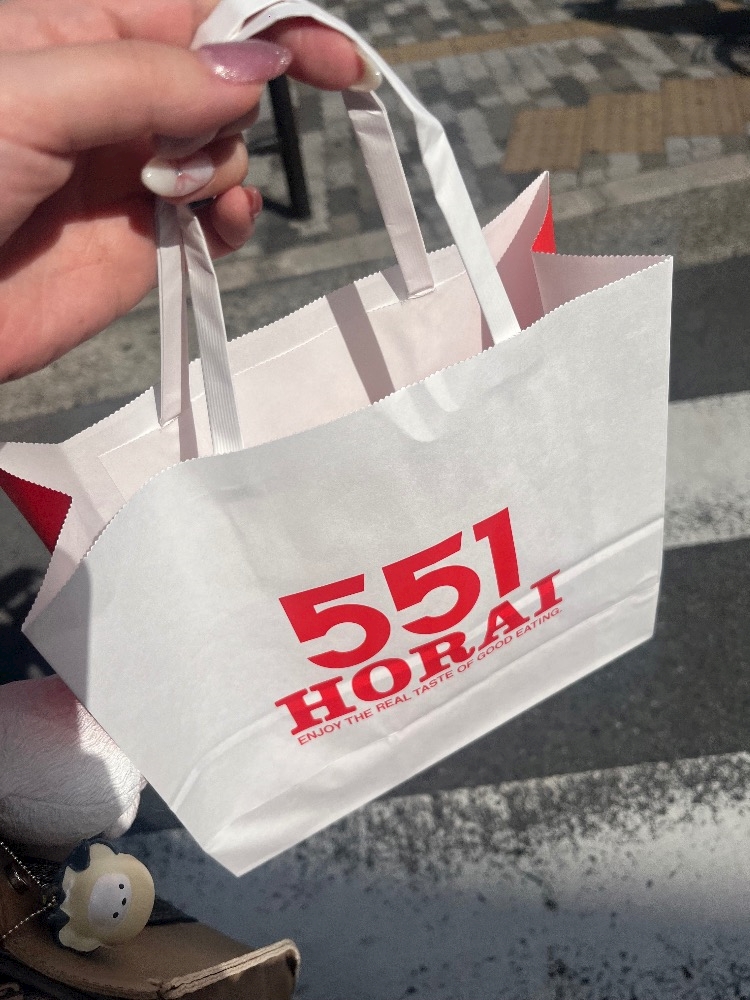 551
HORAI
ENJOY THE REAL TASTE OF GOOD EATING.